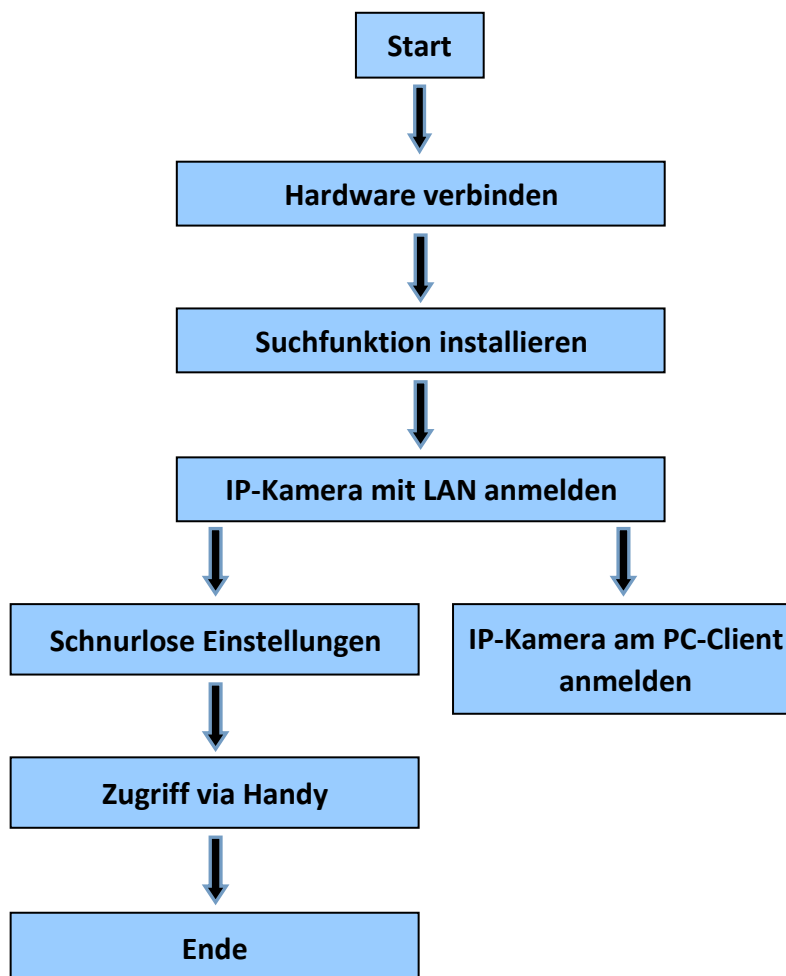 Start
Hardware verbinden
Suchfunktion installieren
IP-Kamera mit LAN anmelden
Schnurlose Einstellungen
IP-Kamera am PC-Client
anmelden
Zugriff via Handy
Ende